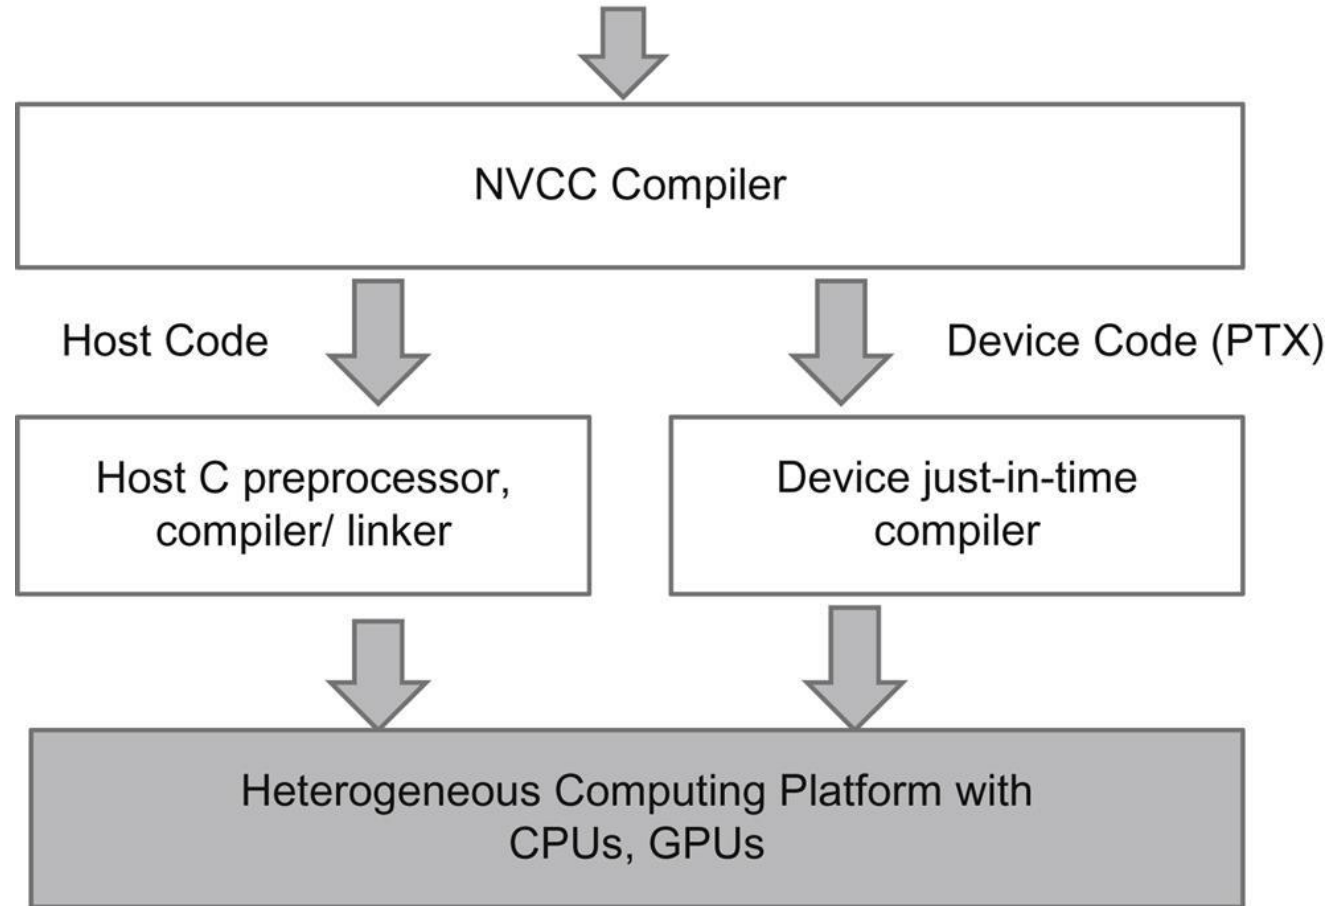 NVCC Compiler
Host Code
Device Code (PTX)
Host C preprocessor,
compiler/ linker
Device just-in-time
compiler
Heterogeneous Computing Platform with
CPUs, GPUs